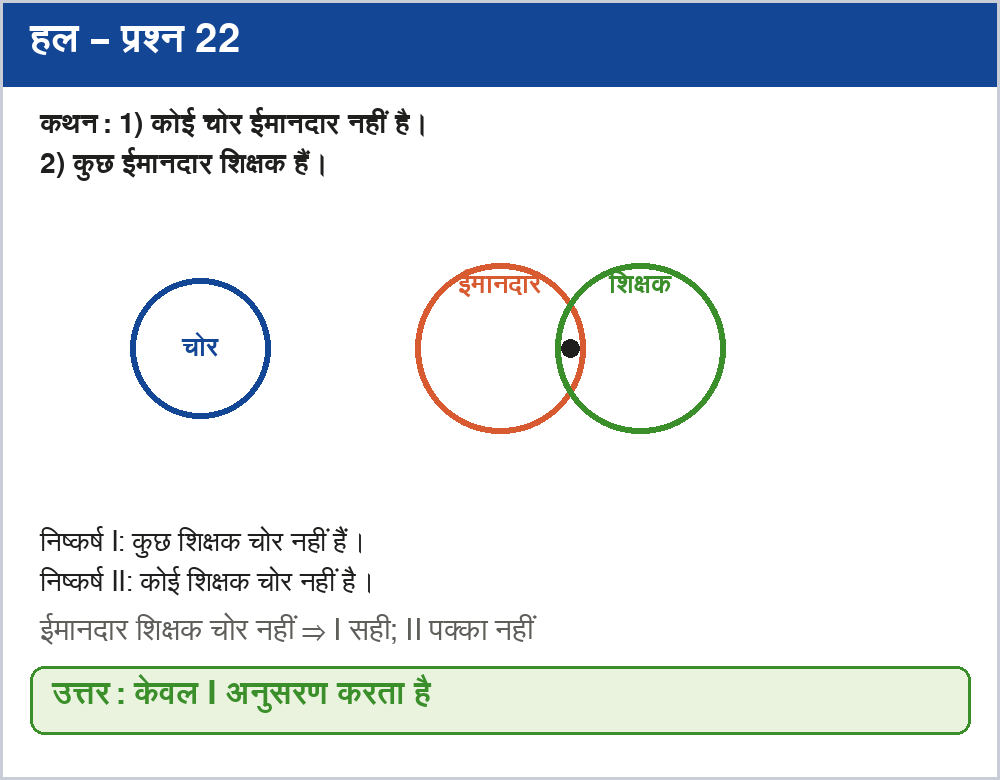 हल – प्रश्न 22
कथन : 1) कोई चोर ईमानदार नहीं है।
2) कुछ ईमानदार शिक्षक हैं।
चोर
ईमानदार
शिक्षक
निष्कर्ष I: कुछ शिक्षक चोर नहीं हैं।
निष्कर्ष II: कोई शिक्षक चोर नहीं है।
ईमानदार शिक्षक चोर नहीं ⇒ I सही; II पक्का नहीं
उत्तर : केवल I अनुसरण करता है